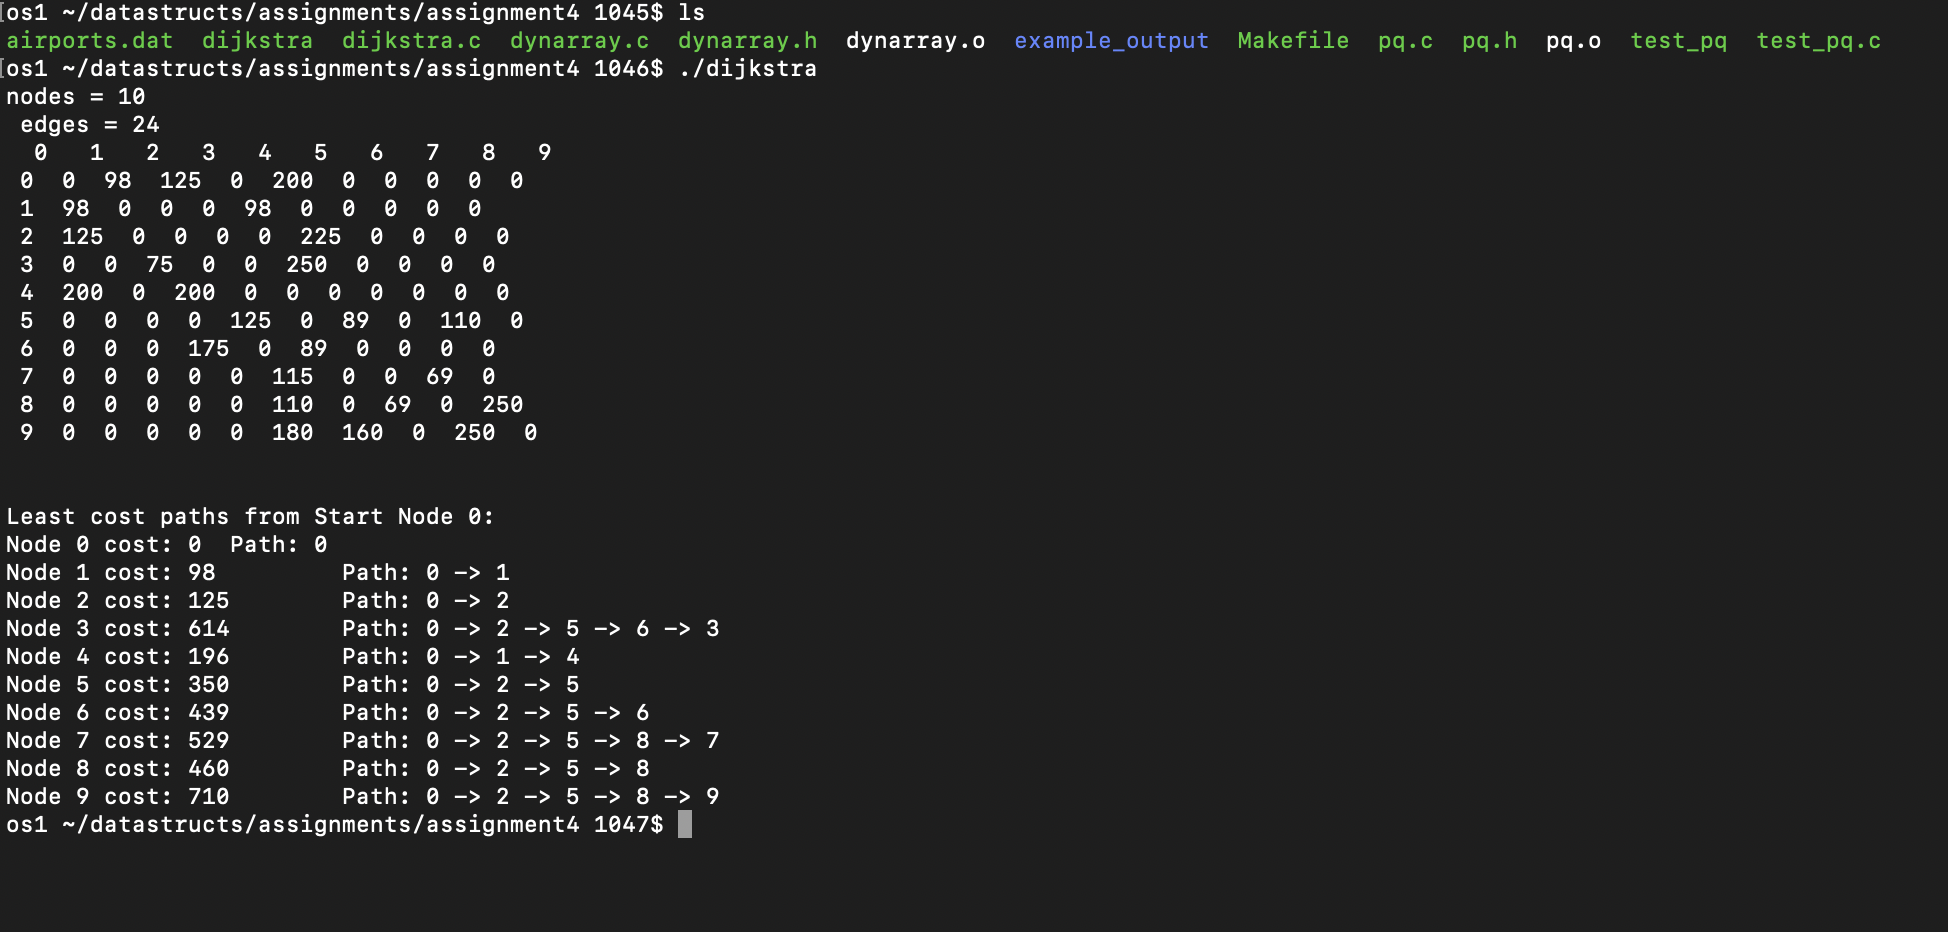 [os1 ~/datastructs/assignments/assignment4 1045$ ls
airports.dat  dijkstra  dijkstra.c  dynarray.c  dynarray.h  dynarray.o  example_output  Makefile  pq.c  pq.h  pq.o  test_pq  test_pq.c
[os1 ~/datastructs/assignments/assignment4 1046$ ./dijkstra
nodes = 10
 edges = 24
  0   1   2   3   4   5   6   7   8   9
 0  0  98  125  0  200  0  0  0  0  0
 1  98  0  0  0  98  0  0  0  0  0
 2  125  0  0  0  0  225  0  0  0  0
 3  0  0  75  0  0  250  0  0  0  0
 4  200  0  200  0  0  0  0  0  0  0
 5  0  0  0  0  125  0  89  0  110  0
 6  0  0  0  175  0  89  0  0  0  0
 7  0  0  0  0  0  115  0  0  69  0
 8  0  0  0  0  0  110  0  69  0  250
 9  0  0  0  0  0  180  160  0  250  0
Least cost paths from Start Node 0:
Node 0 cost: 0  Path: 0
Node 1 cost: 98         Path: 0 -> 1
Node 2 cost: 125        Path: 0 -> 2
Node 3 cost: 614        Path: 0 -> 2 -> 5 -> 6 -> 3
Node 4 cost: 196        Path: 0 -> 1 -> 4
Node 5 cost: 350        Path: 0 -> 2 -> 5
Node 6 cost: 439        Path: 0 -> 2 -> 5 -> 6
Node 7 cost: 529        Path: 0 -> 2 -> 5 -> 8 -> 7
Node 8 cost: 460        Path: 0 -> 2 -> 5 -> 8
Node 9 cost: 710        Path: 0 -> 2 -> 5 -> 8 -> 9
os1 ~/datastructs/assignments/assignment4 1047$